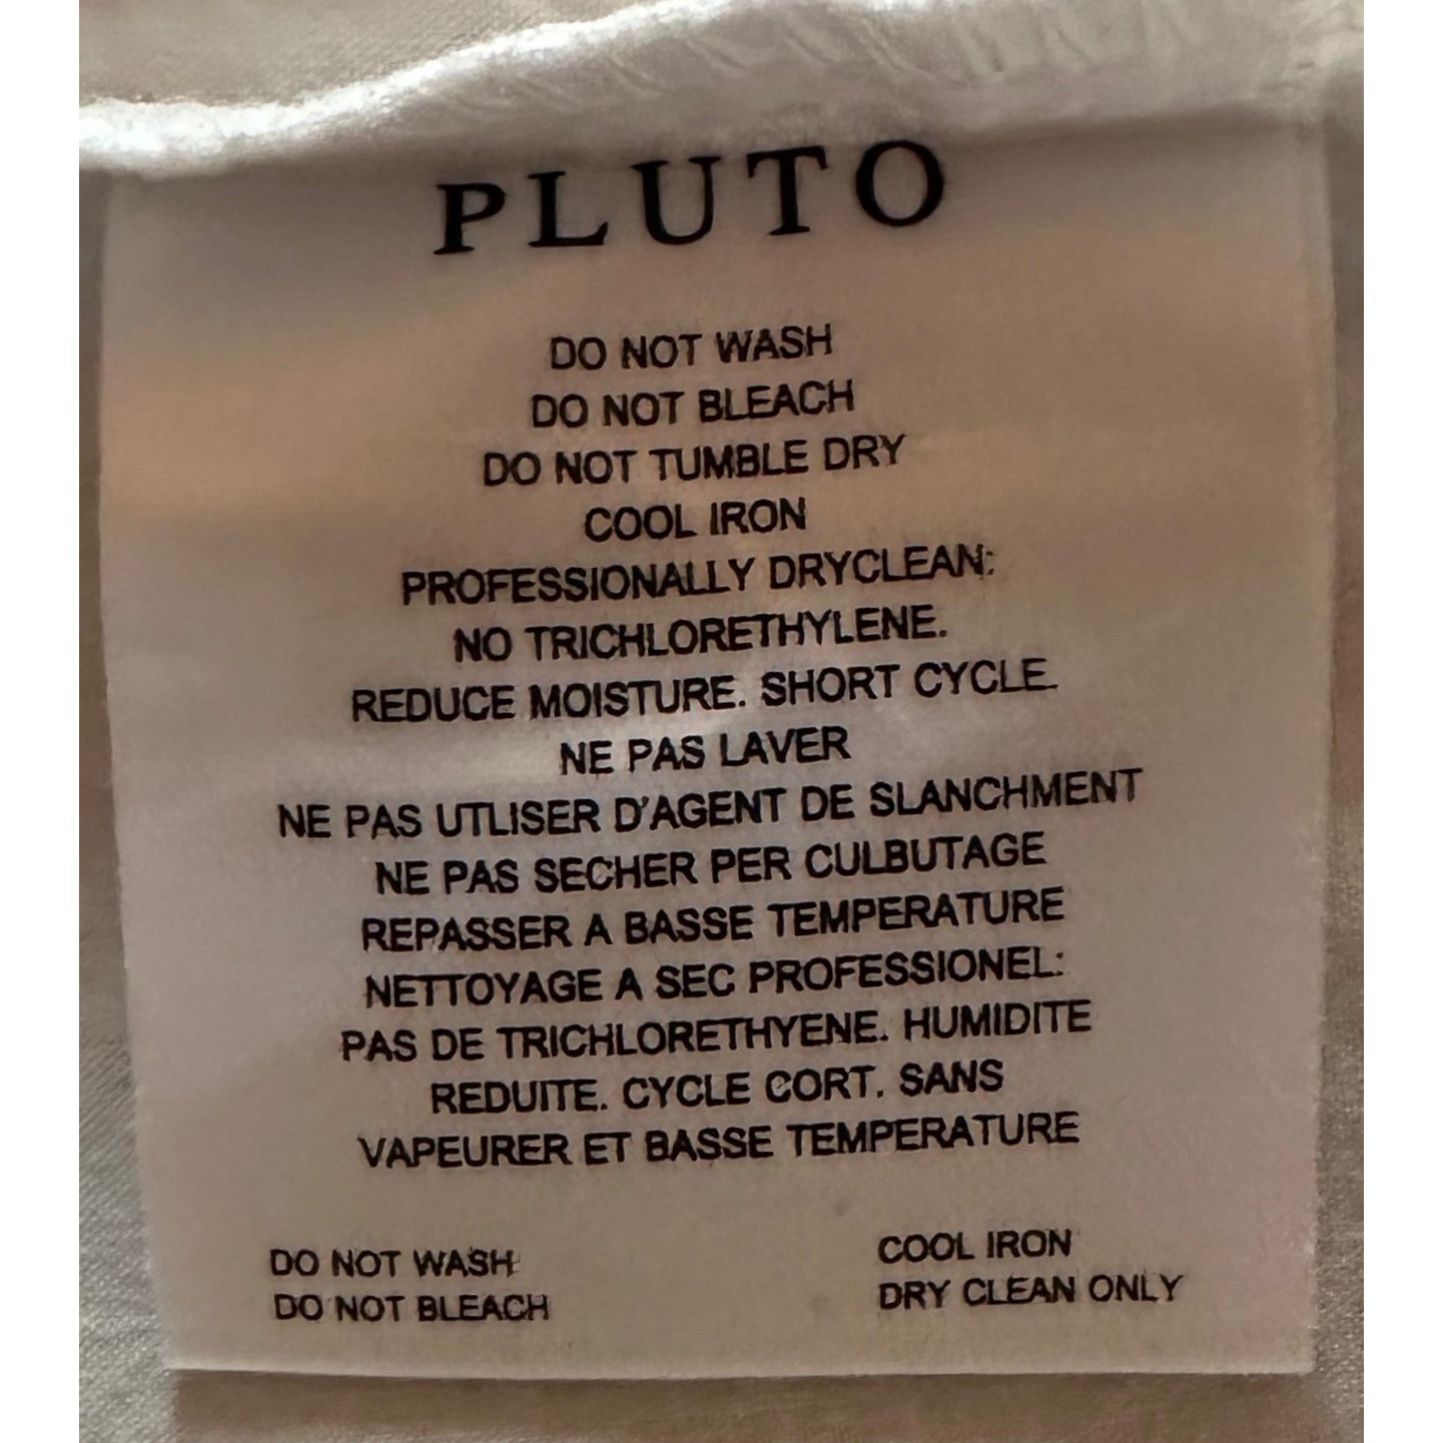 PLUTO
DO NOT WASH
DO NOT BLEACH
DO NOT TUMBLE DRY
COOL IRON
PROFESSIONALLY DRYCLEAN:
NO TRICHLORETHYLENE.
REDUCE MOISTURE. SHORT CYCLE.
NE PAS LAVER
NE PAS UTLISER D'AGENT DE SLANCHMENT
NE PAS SECHER PER CULBUTAGE
REPASSER A BASSE TEMPERATURE
NETTOYAGE A SEC PROFESSIONEL:
PAS DE TRICHLORETHYENE. HUMIDITE
REDUITE. CYCLE CORT. SANS
VAPEURER ET BASSE TEMPERATURE
DO NOT WASH
DO NOT BLEACH
COOL IRON
DRY CLEAN ONLY